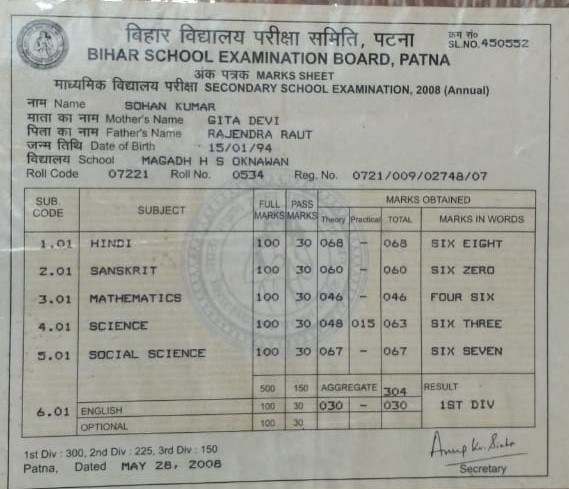 बिहार विद्यालय परीक्षा समिति, पटना
क्रम सं०
SL.NO. 450552
BIHAR SCHOOL EXAMINATION BOARD, PATNA
अंक पत्रक MARKS SHEET
माध्यमिक विद्यालय परीक्षा SECONDARY SCHOOL EXAMINATION, 2008 (Annual)
नाम Name SOHAN KUMAR
माता का नाम Mother's Name GITA DEVI
पिता का नाम Father's Name RAJENDRA RAUT
जन्म तिथि Date of Birth 15/01/94
विद्यालय School MAGADH H S OKNAWAN
Roll Code 07221 Roll No. 0534 Reg. No. 0721/009/02748/07
SUB. CODE SUBJECT FULL MARKS PASS MARKS MARKS OBTAINED
Theory Practical TOTAL MARKS IN WORDS
1.01 HINDI 100 30 068 - 068 SIX EIGHT
2.01 SANSKRIT 100 30 060 - 060 SIX ZERO
3.01 MATHEMATICS 100 30 046 - 046 FOUR SIX
4.01 SCIENCE 100 30 048 015 063 SIX THREE
5.01 SOCIAL SCIENCE 100 30 067 - 067 SIX SEVEN
500 150 AGGREGATE 304 RESULT
6.01 ENGLISH 100 30 030 - 030 1ST DIV
OPTIONAL 100 30
1st Div : 300, 2nd Div : 225, 3rd Div : 150
Patna, Dated MAY 28, 2008
Secretary